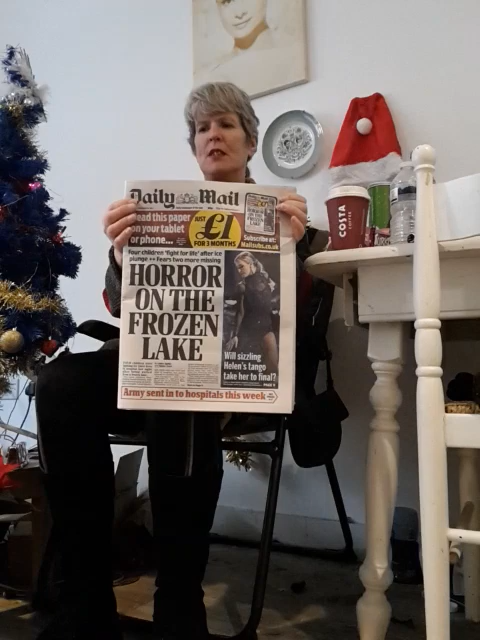 Daily Mail
Read this paper
on your tablet
or phone...
JUST
£1
FOR 3 MONTHS
Subscribe at:
Mailsubs.co.uk
Four children 'fight for life' after ice
plunge ++ Fears two more missing
HORROR
ON THE
FROZEN
LAKE
Will sizzling
Helen's tango
take her to final?
Army sent in to hospitals this week
COSTA